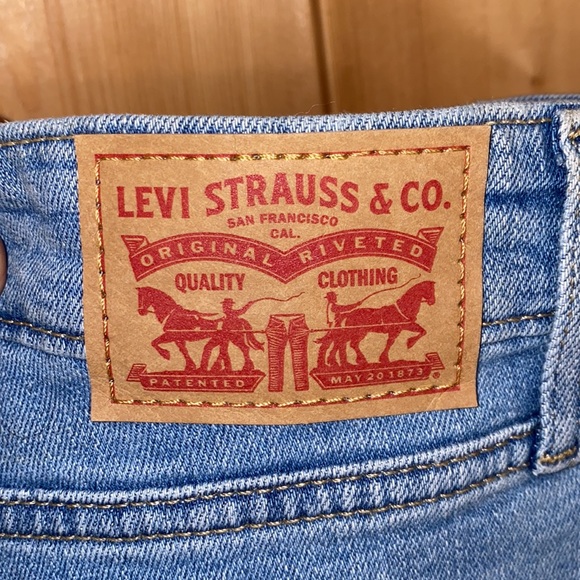 LEVI STRAUSS & CO.
SAN FRANCISCO
CAL.
ORIGINAL RIVETED
QUALITY CLOTHING
PATENTED MAY 20 1873 ®